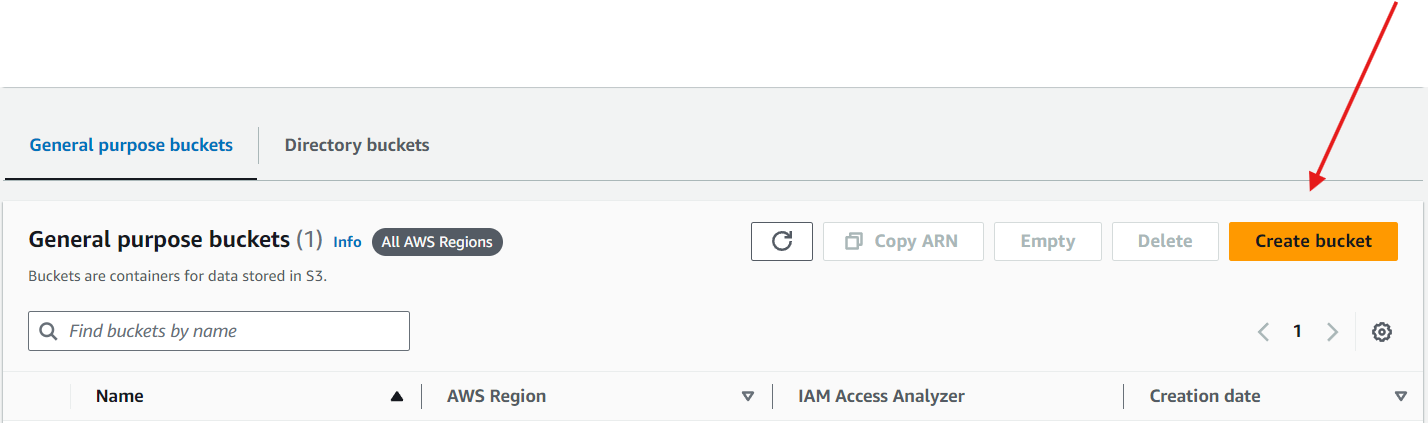 General purpose buckets Directory buckets
General purpose buckets (1) Info All AWS Regions Copy ARN Empty Delete Create bucket
Buckets are containers for data stored in S3.
Find buckets by name 1
Name AWS Region IAM Access Analyzer Creation date